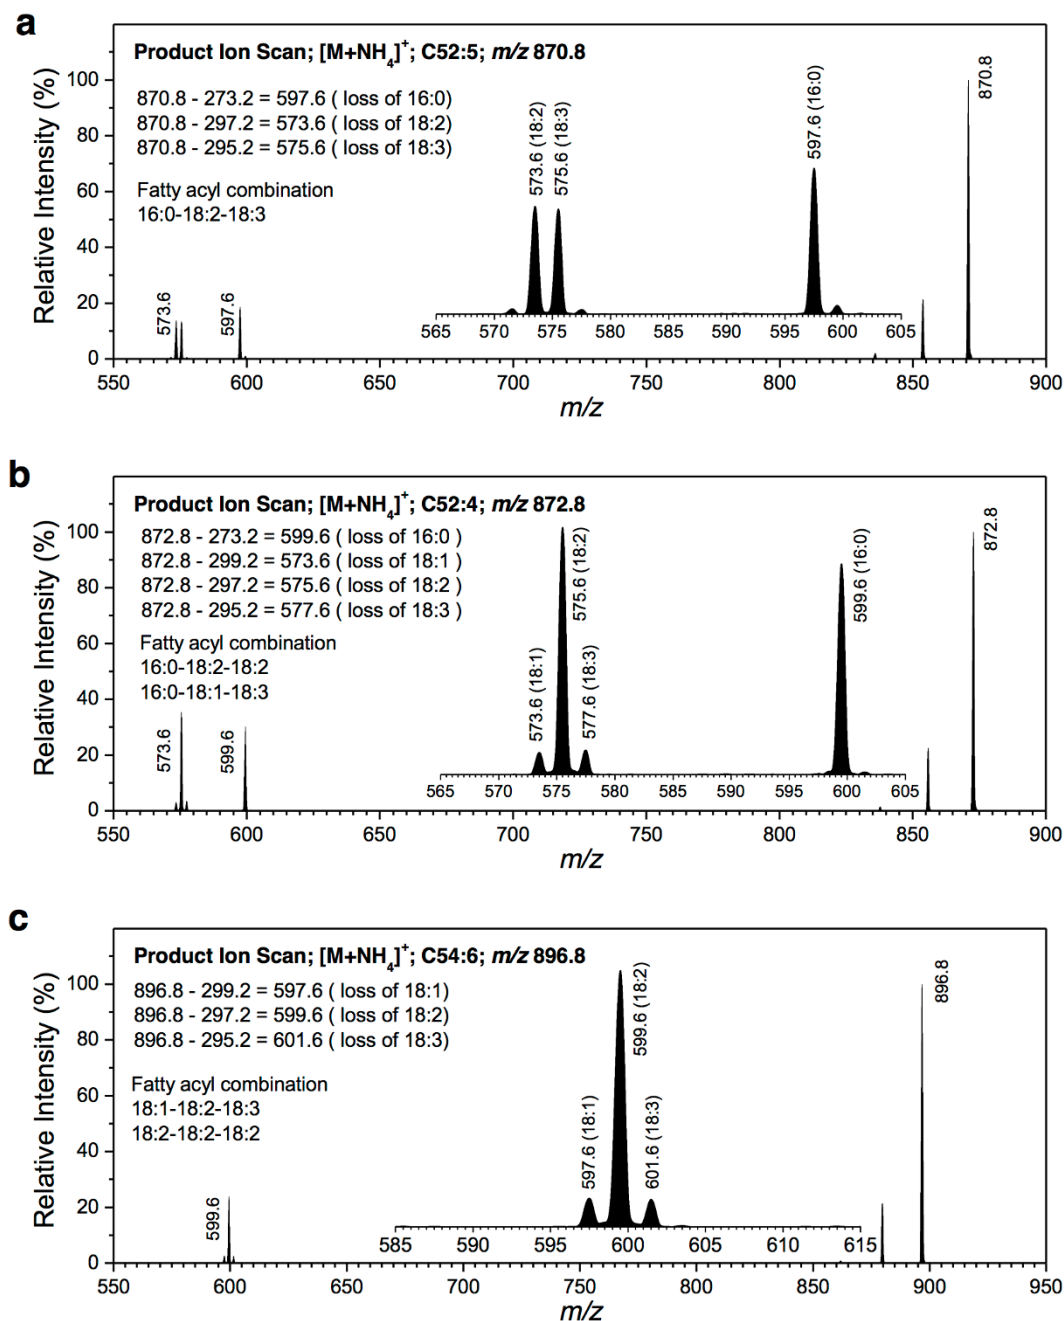 a
Product Ion Scan; [M+NH₄]⁺; C52:5; m/z 870.8
870.8 - 273.2 = 597.6 ( loss of 16:0)
870.8 - 297.2 = 573.6 ( loss of 18:2)
870.8 - 295.2 = 575.6 ( loss of 18:3)
Fatty acyl combination
16:0-18:2-18:3
573.6
597.6
573.6 (18:2)
575.6 (18:3)
597.6 (16:0)
870.8
565 570 575 580 585 590 595 600 605
Relative Intensity (%)
100
80
60
40
20
0
550 600 650 700 750 800 850 900
m/z
b
Product Ion Scan; [M+NH₄]⁺; C52:4; m/z 872.8
872.8 - 273.2 = 599.6 ( loss of 16:0 )
872.8 - 299.2 = 573.6 ( loss of 18:1 )
872.8 - 297.2 = 575.6 ( loss of 18:2 )
872.8 - 295.2 = 577.6 ( loss of 18:3 )
Fatty acyl combination
16:0-18:2-18:2
16:0-18:1-18:3
573.6
599.6
573.6 (18:1)
575.6 (18:2)
577.6 (18:3)
599.6 (16:0)
872.8
565 570 575 580 585 590 595 600 605
Relative Intensity (%)
100
80
60
40
20
0
550 600 650 700 750 800 850 900
m/z
c
Product Ion Scan; [M+NH₄]⁺; C54:6; m/z 896.8
896.8 - 299.2 = 597.6 ( loss of 18:1)
896.8 - 297.2 = 599.6 ( loss of 18:2)
896.8 - 295.2 = 601.6 ( loss of 18:3)
Fatty acyl combination
18:1-18:2-18:3
18:2-18:2-18:2
599.6
597.6 (18:1)
599.6 (18:2)
601.6 (18:3)
896.8
585 590 595 600 605 610 615
Relative Intensity (%)
100
80
60
40
20
0
550 600 650 700 750 800 850 900 950
m/z